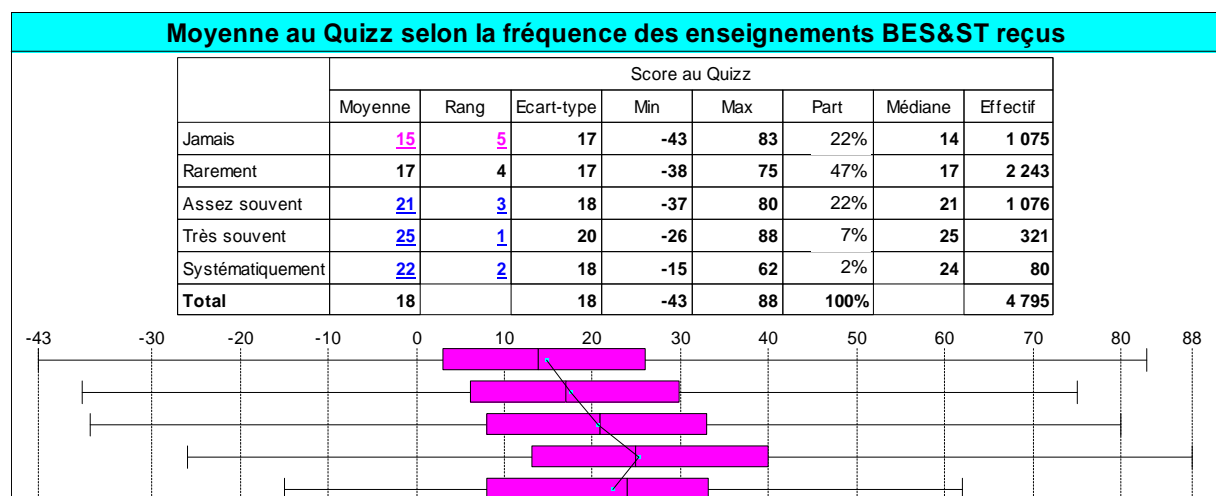 Moyenne au Quizz selon la fréquence des enseignements BES&ST reçus
Score au Quizz
Moyenne Rang Ecart-type Min Max Part Médiane Effectif
Jamais 15 5 17 -43 83 22% 14 1 075
Rarement 17 4 17 -38 75 47% 17 2 243
Assez souvent 21 3 18 -37 80 22% 21 1 076
Très souvent 25 1 20 -26 88 7% 25 321
Systématiquement 22 2 18 -15 62 2% 24 80
Total 18 18 -43 88 100% 4 795
-43 -30 -20 -10 0 10 20 30 40 50 60 70 80 88